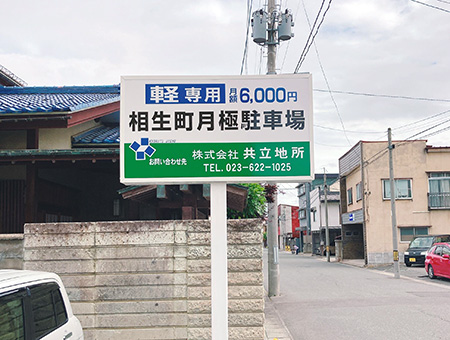 軽専用 月額6,000円
相生町月極駐車場
お問い合わせ先 株式会社 共立地所
TEL. 023-622-1025